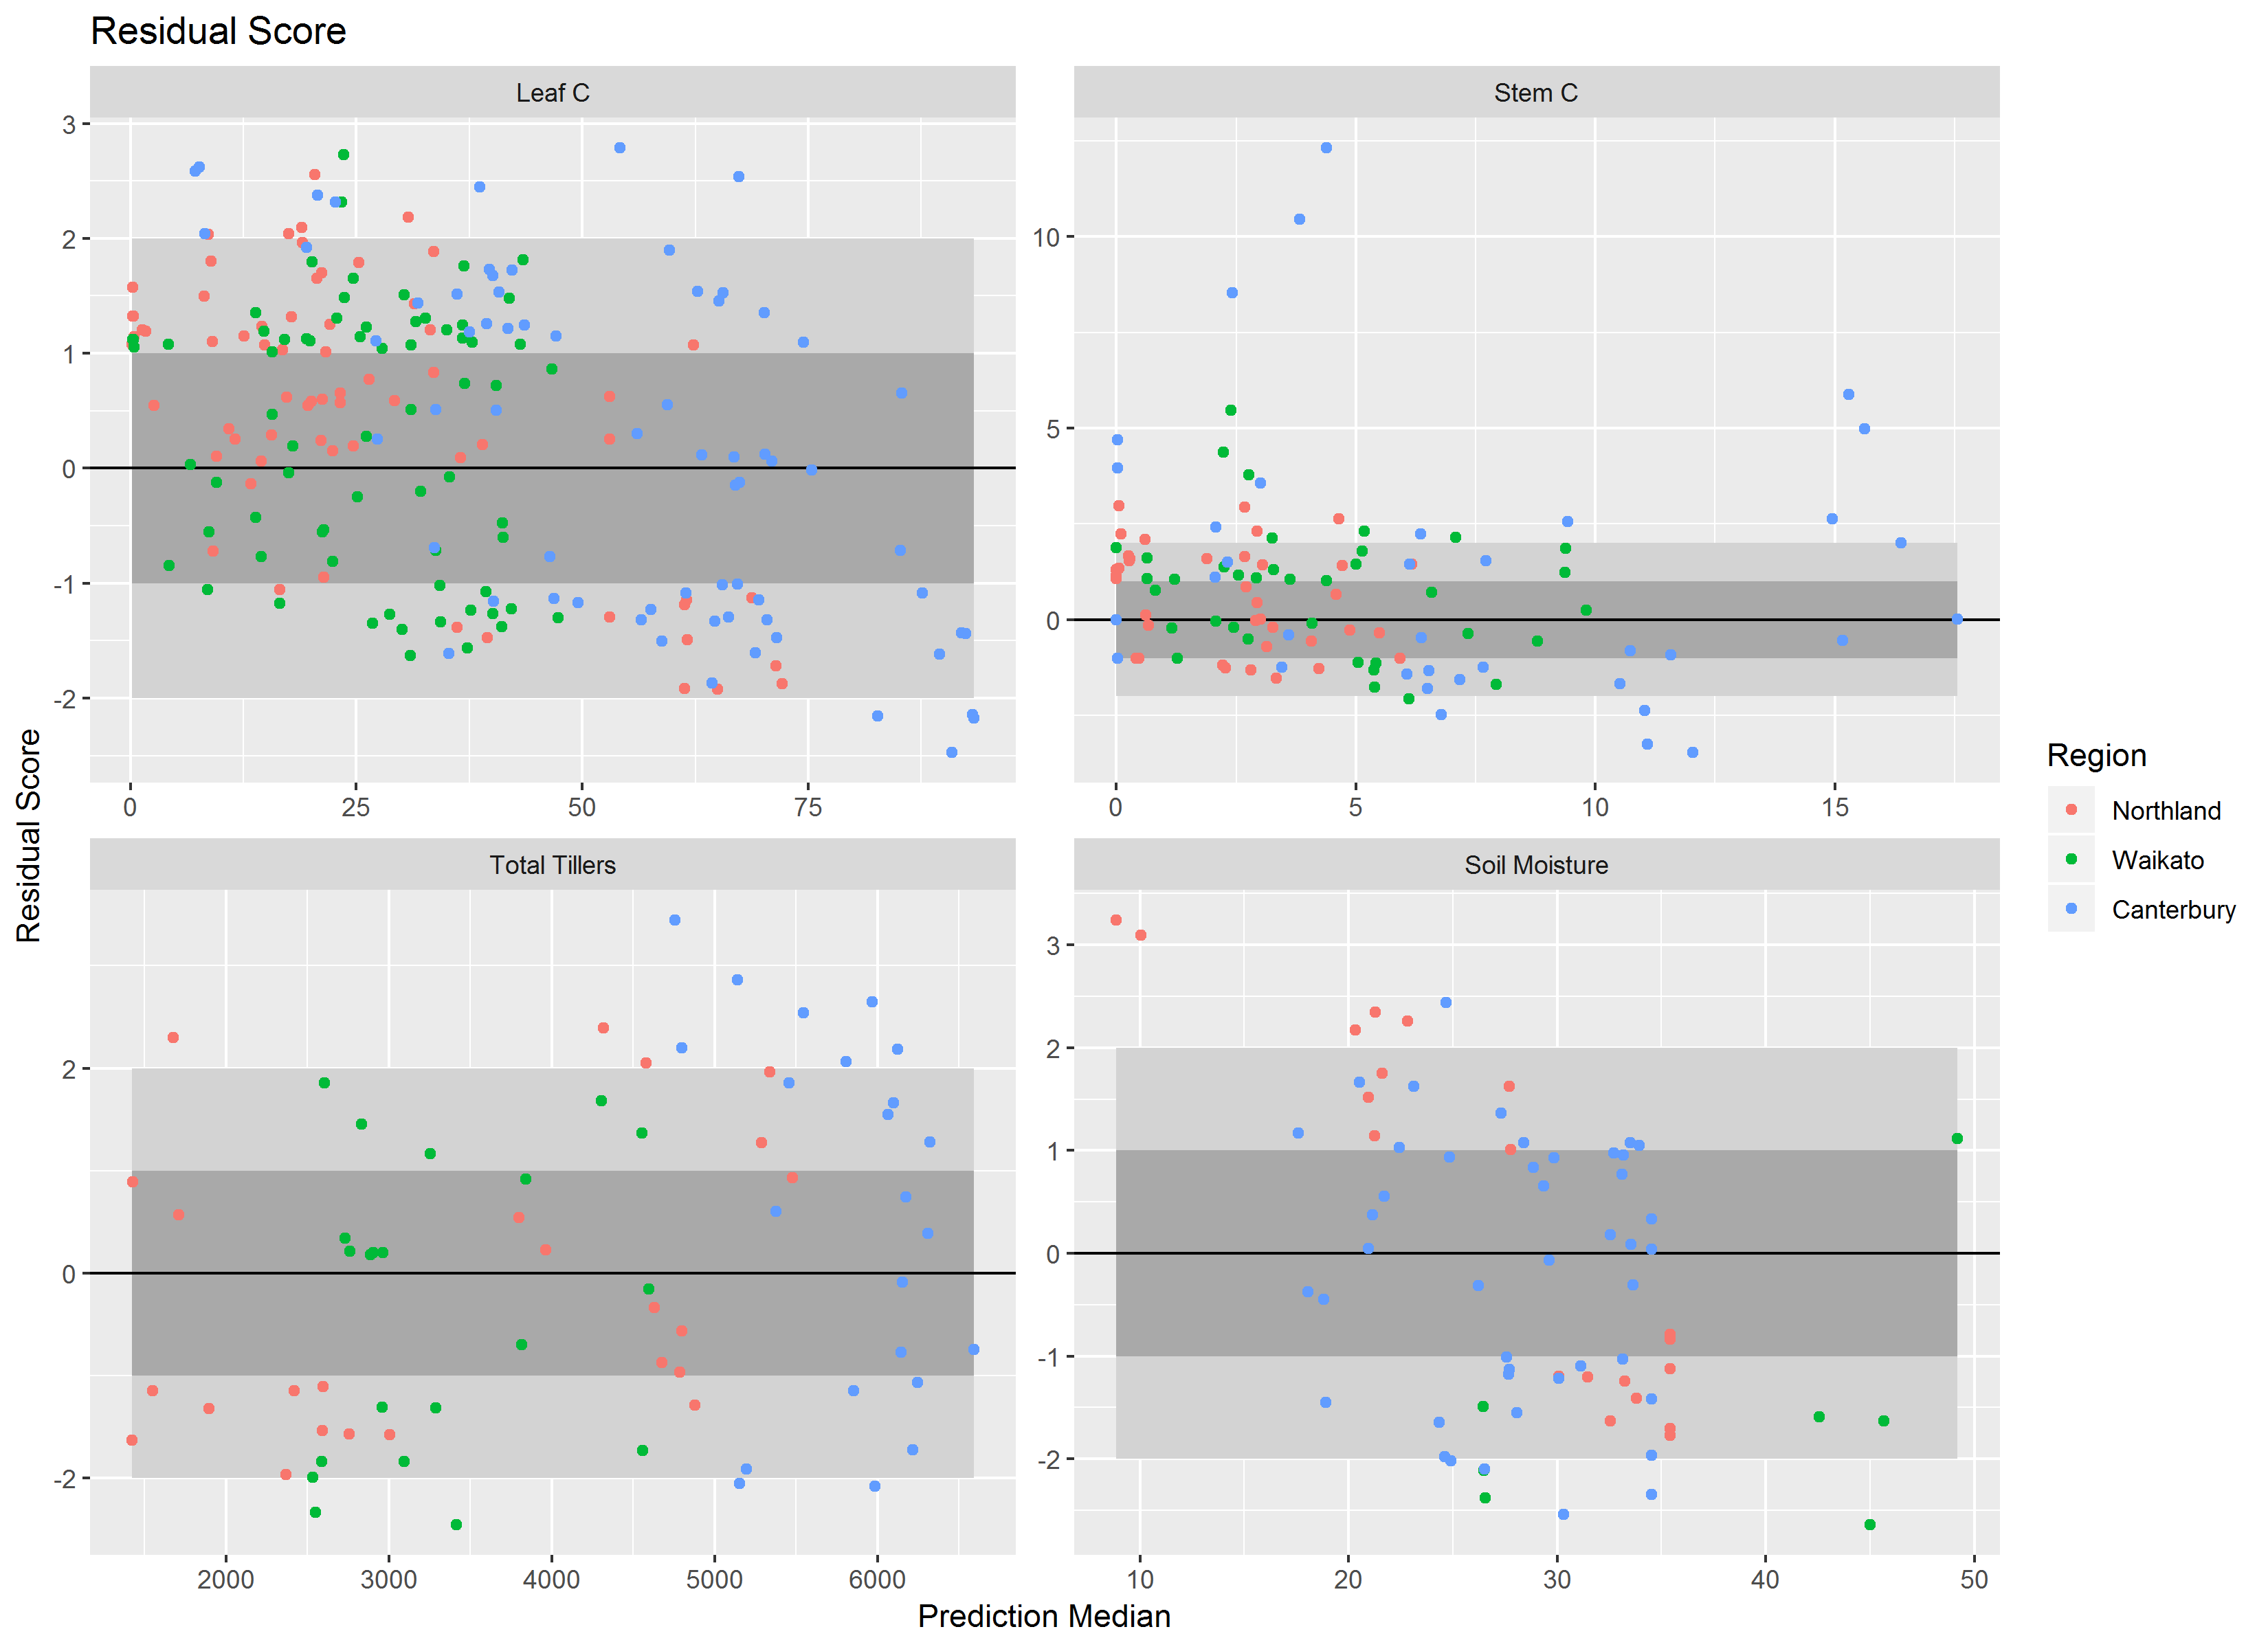 Residual Score
Leaf C
Stem C
3
2
1
0
-1
-2
10
5
0
0 25 50 75
0 5 10 15
Total Tillers
Soil Moisture
2
0
-2
3
2
1
0
-1
-2
2000 3000 4000 5000 6000
10 20 30 40 50
Residual Score
Prediction Median
Region
Northland
Waikato
Canterbury